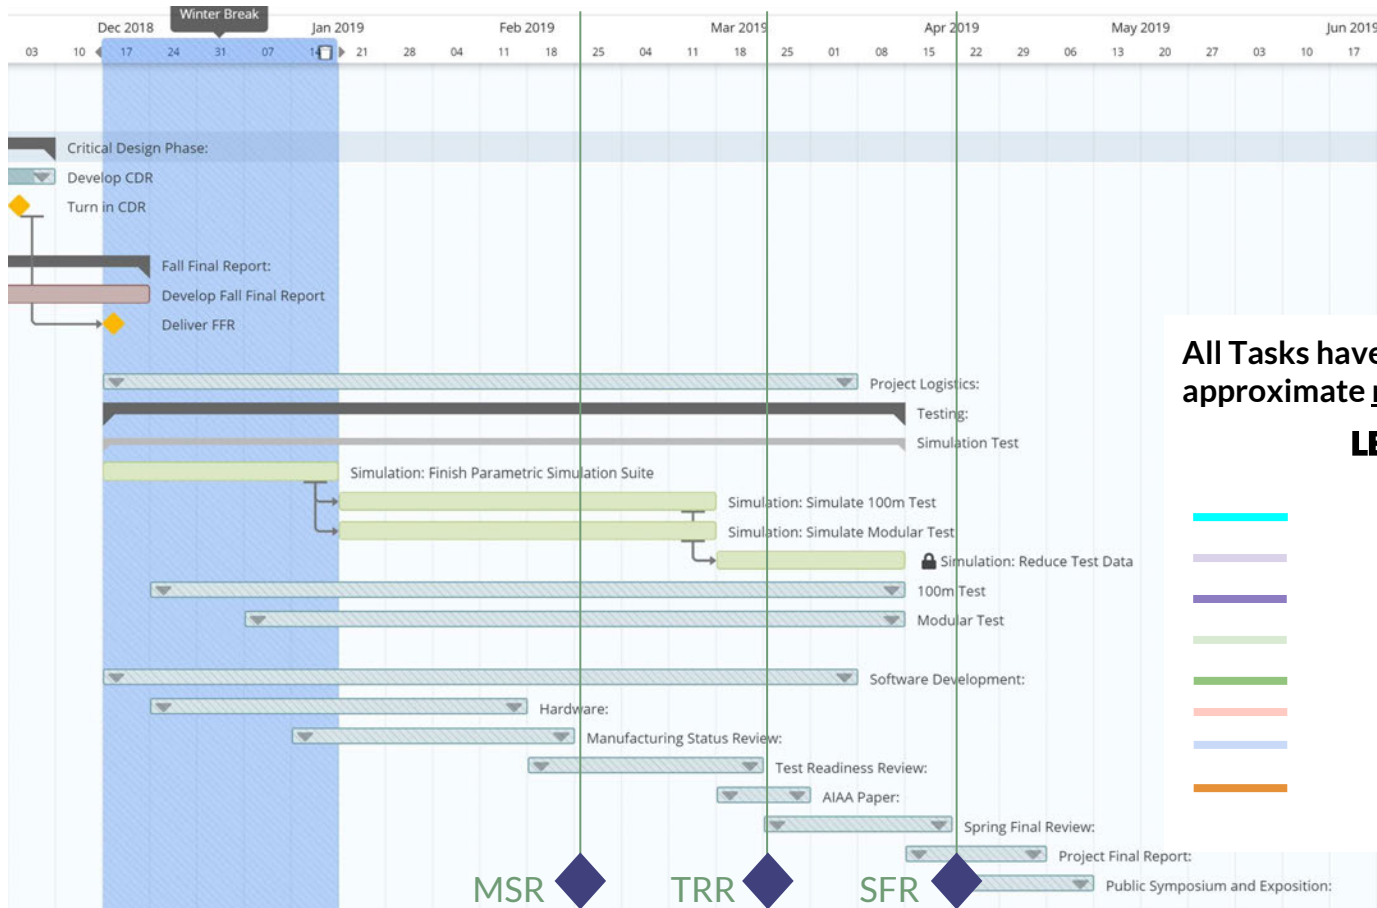 Winter Break
Dec 2018 Jan 2019 Feb 2019 Mar 2019 Apr 2019 May 2019 Jun 2019
03 10 17 24 31 07 14 21 28 04 11 18 25 04 11 18 25 01 08 15 22 29 06 13 20 27 03 10 17
Critical Design Phase:
Develop CDR
Turn in CDR
Fall Final Report:
Develop Fall Final Report
Deliver FFR
All Tasks have
approximate
LE
Project Logistics:
Testing:
Simulation Test
Simulation: Finish Parametric Simulation Suite
Simulation: Simulate 100m Test
Simulation: Simulate Modular Test
Simulation: Reduce Test Data
100m Test
Modular Test
Software Development:
Hardware:
Manufacturing Status Review:
Test Readiness Review:
AIAA Paper:
Spring Final Review:
Project Final Report:
Public Symposium and Exposition:
MSR TRR SFR